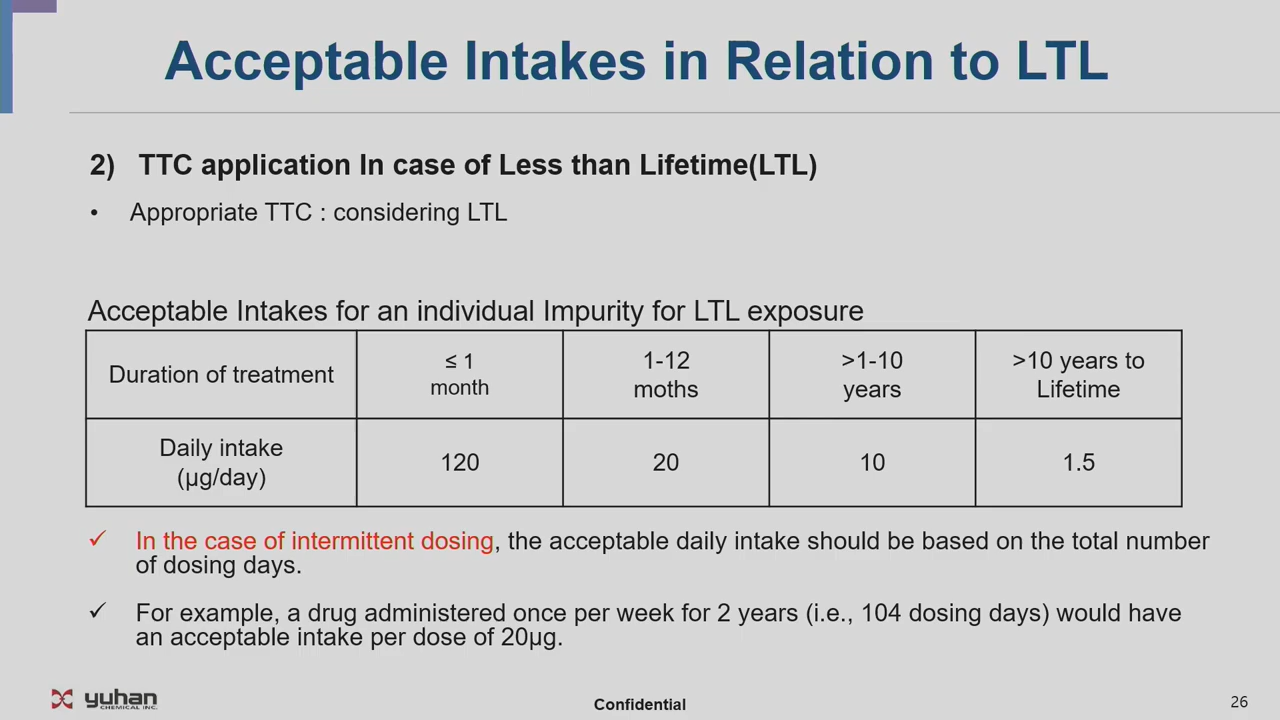 Acceptable Intakes in Relation to LTL
2) TTC application In case of Less than Lifetime(LTL)
• Appropriate TTC : considering LTL
Acceptable Intakes for an individual Impurity for LTL exposure
Duration of treatment
≤ 1
month
1-12
moths
>1-10
years
>10 years to
Lifetime
Daily intake
(μg/day)
120
20
10
1.5
✓ In the case of intermittent dosing, the acceptable daily intake should be based on the total number
of dosing days.
✓ For example, a drug administered once per week for 2 years (i.e., 104 dosing days) would have
an acceptable intake per dose of 20μg.
yuhan
CHEMICAL INC.
Confidential
26